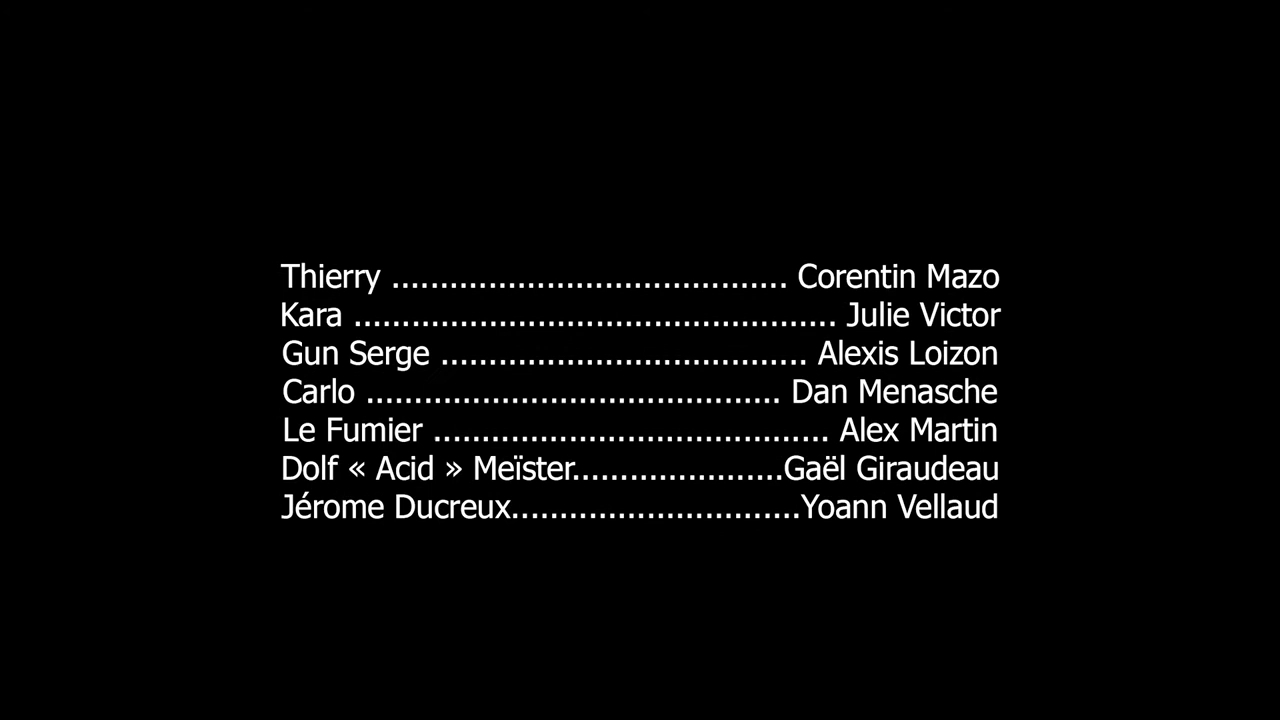 Thierry ......................................... Corentin Mazo
Kara .................................................. Julie Victor
Gun Serge ...................................... Alexis Loizon
Carlo ........................................... Dan Menasche
Le Fumier ......................................... Alex Martin
Dolf « Acid » Meïster......................Gaël Giraudeau
Jérome Ducreux..............................Yoann Vellaud